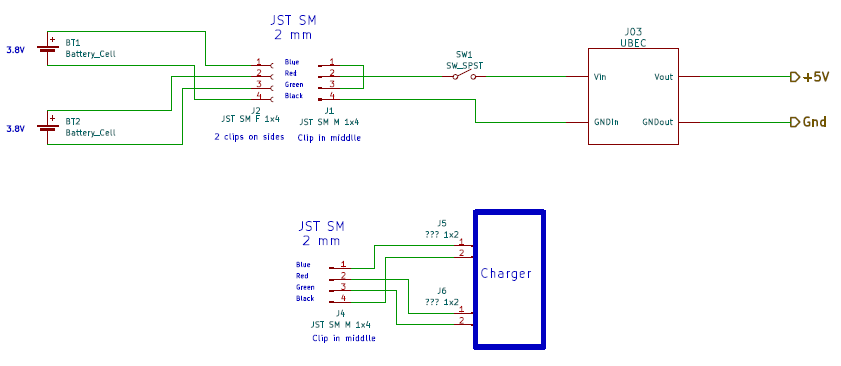 JST SM
2 mm
3.8V
+
BT1
Battery_Cell
1
2
3
4
Blue
Red
Green
Black
1
2
3
4
J2
JST SM F 1x4
2 clips on sides
J1
JST SM M 1x4
Clip in middlle
3.8V
+
BT2
Battery_Cell
SW1
SW_SPST
J03
UBEC
Vin
Vout
GNDIn
GNDout
+5V
Gnd
JST SM
2 mm
Blue
Red
Green
Black
1
2
3
4
J4
JST SM M 1x4
Clip in middlle
J5
??? 1x2
1
2
J6
??? 1x2
1
2
Charger